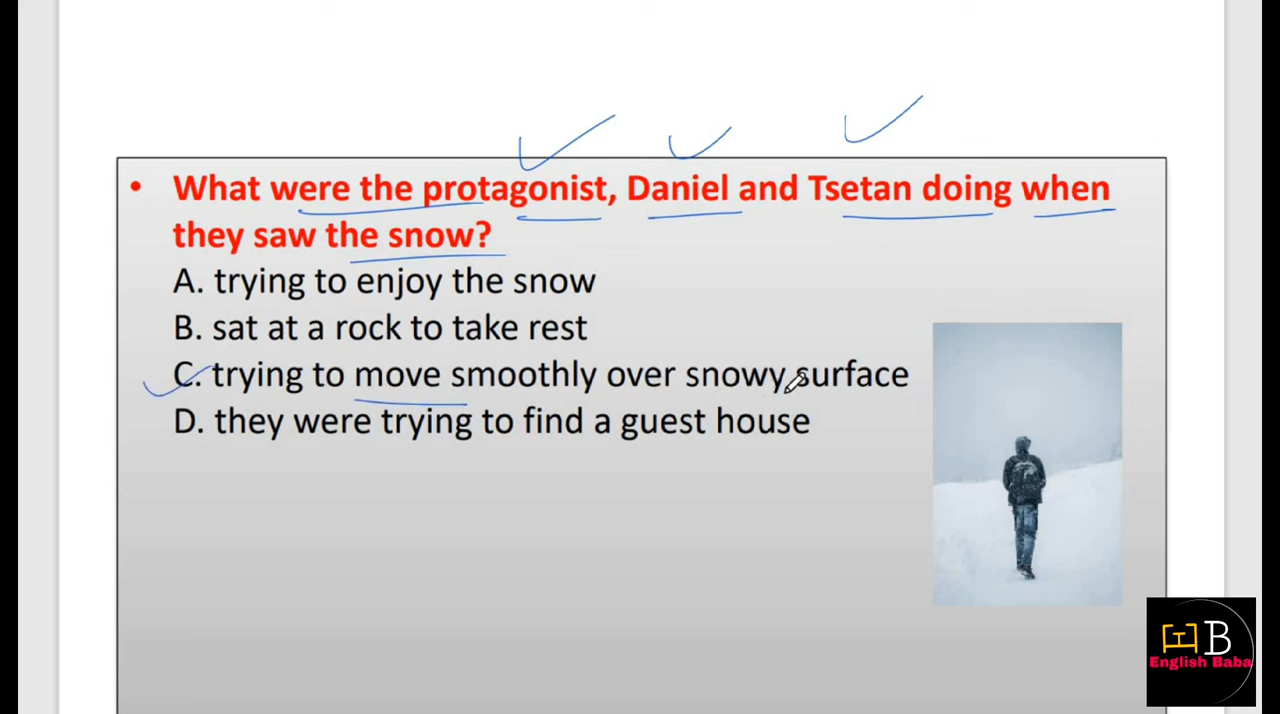 • What were the protagonist, Daniel and Tsetan doing when
they saw the snow?
A. trying to enjoy the snow
B. sat at a rock to take rest
C. trying to move smoothly over snowy surface
D. they were trying to find a guest house
EB
English Baba